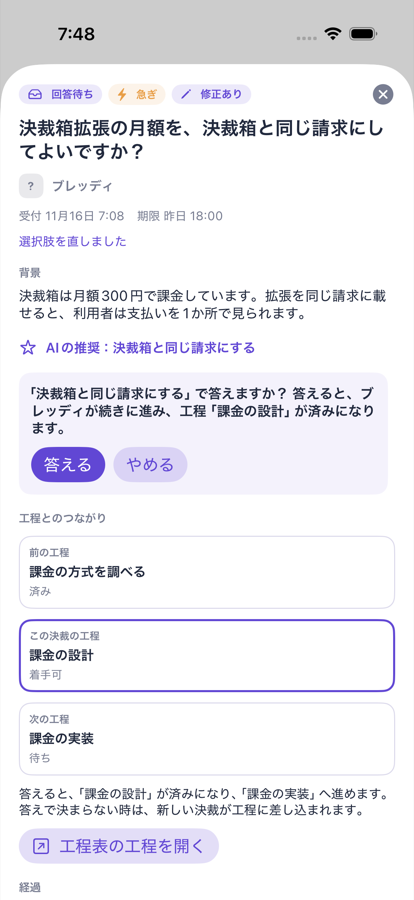 7:48
回答待ち 急ぎ 修正あり
決裁箱拡張の月額を、決裁箱と同じ請求にし
てよいですか？
? ブレッディ
受付 11月16日 7:08 期限 昨日 18:00
選択肢を直しました
背景
決裁箱は月額300円で課金しています。拡張を同じ請求に載
せると、利用者は支払いを1か所で見られます。
AIの推奨：決裁箱と同じ請求にする
「決裁箱と同じ請求にする」で答えますか？ 答えると、ブ
レッディが続きに進み、工程「課金の設計」が済みになり
ます。
答える やめる
工程とのつながり
前の工程
課金の方式を調べる
済み
この決裁の工程
課金の設計
着手可
次の工程
課金の実装
待ち
答えると、「課金の設計」が済みになり、「課金の実装」へ進めます。
答えで決まらない時は、新しい決裁が工程に差し込まれます。
工程表の工程を開く
経過